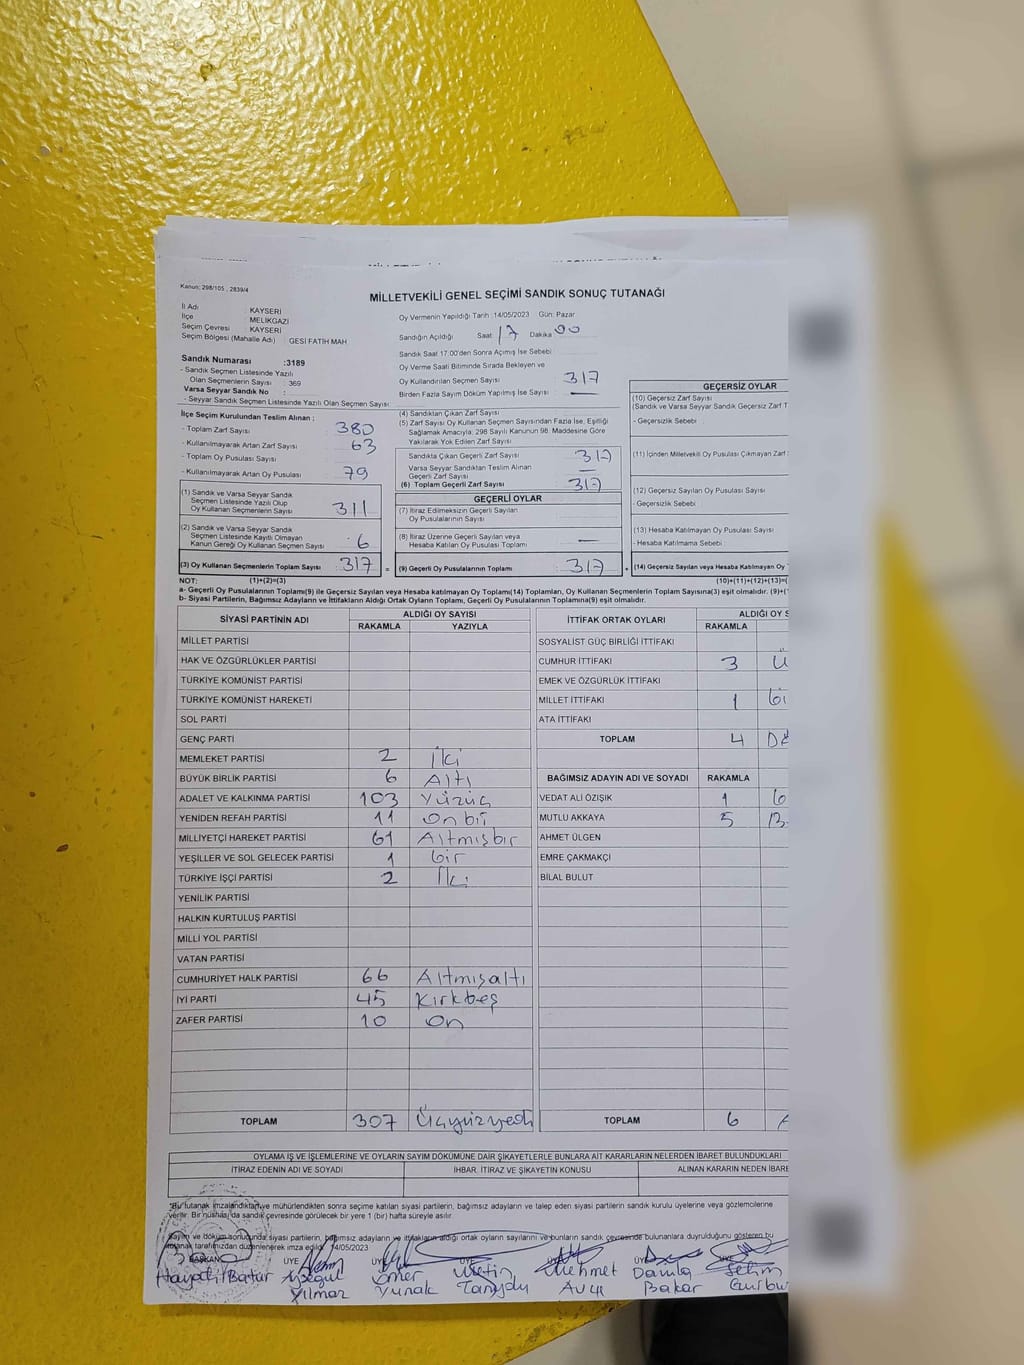 Kanun: 298/105 , 2839/4
MİLLETVEKİLİ GENEL SEÇİMİ SANDIK SONUÇ TUTANAĞI
İl Adı : KAYSERİ
İlçe : MELİKGAZİ
Seçim Çevresi : KAYSERİ
Seçim Bölgesi (Mahalle Adı) : GESİ FATİH MAH
Sandık Numarası :3189
- Sandık Seçmen Listesinde Yazılı
Olan Seçmenlerin Sayısı : 369
Varsa Seyyar Sandık No :
- Seyyar Sandık Seçmen Listesinde Yazılı Olan Seçmen Sayısı:
Oy Vermenin Yapıldığı Tarih :14/05/2023 Gün: Pazar
Sandığın Açıldığı Saat 17 Dakika 00
Sandık Saat 17:00'den Sonra Açılmış İse Sebebi
Oy Verme Saati Bitiminde Sırada Bekleyen ve
Oy Kullandırılan Seçmen Sayısı 317
Birden Fazla Sayım Döküm Yapılmış İse Sayısı : —
İlçe Seçim Kurulundan Teslim Alınan :
- Toplam Zarf Sayısı : 380
- Kullanılmayarak Artan Zarf Sayısı : 63
- Toplam Oy Pusulası Sayısı :
- Kullanılmayarak Artan Oy Pusulası : 79
(1) Sandık ve Varsa Seyyar Sandık
Seçmen Listesinde Yazılı Olup
Oy Kullanan Seçmenlerin Sayısı : 311
(2) Sandık ve Varsa Seyyar Sandık
Seçmen Listesinde Kayıtlı Olmayan
Kanun Gereği Oy Kullanan Seçmen Sayısı : 6
(3) Oy Kullanan Seçmenlerin Toplam Sayısı : 317 =
(4) Sandıktan Çıkan Zarf Sayısı :
(5) Zarf Sayısı Oy Kullanan Seçmen Sayısından Fazla İse, Eşitliği
Sağlamak Amacıyla; 298 Sayılı Kanunun 98. Maddesine Göre
Yakılarak Yok Edilen Zarf Sayısı
Sandıkta Çıkan Geçerli Zarf Sayısı : 317
Varsa Seyyar Sandıktan Teslim Alınan
Geçerli Zarf Sayısı : —
(6) Toplam Geçerli Zarf Sayısı : 317
GEÇERLİ OYLAR
(7) İtiraz Edilmeksizin Geçerli Sayılan
Oy Pusulalarının Sayısı :
(8) İtiraz Üzerine Geçerli Sayılan veya
Hesaba Katılan Oy Pusulası Toplamı : —
(9) Geçerli Oy Pusulalarının Toplamı : 317 +
GEÇERSİZ OYLAR
(10) Geçersiz Zarf Sayısı
(Sandık ve Varsa Seyyar Sandık Geçersiz Zarf T
- Geçersizlik Sebebi :
(11) İçinden Milletvekili Oy Pusulası Çıkmayan Zarf
(12) Geçersiz Sayılan Oy Pusulası Sayısı
- Geçersizlik Sebebi :
(13) Hesaba Katılmayan Oy Pusulası Sayısı
- Hesaba Katılmama Sebebi :
(14) Geçersiz Sayılan veya Hesaba Katılmayan Oy
NOT: (1)+(2)=(3) (10)+(11)+(12)+(13)=(
a- Geçerli Oy Pusulalarının Toplamı(9) ile Geçersiz Sayılan veya Hesaba katılmayan Oy Toplamı(14) Toplamları, Oy Kullanan Seçmenlerin Toplam Sayısına(3) eşit olmalıdır. (9)+(
b- Siyasi Partilerin, Bağımsız Adayların ve İttifakların Aldığı Ortak Oyların Toplamı, Geçerli Oy Pusulalarının Toplamına(9) eşit olmalıdır.
SİYASİ PARTİNİN ADI ALDIĞI OY SAYISI
RAKAMLA YAZIYLA
MİLLET PARTİSİ
HAK VE ÖZGÜRLÜKLER PARTİSİ
TÜRKİYE KOMÜNİST PARTİSİ
TÜRKİYE KOMÜNİST HAREKETİ
SOL PARTİ
GENÇ PARTİ
MEMLEKET PARTİSİ 2 İki
BÜYÜK BİRLİK PARTİSİ 6 Altı
ADALET VE KALKINMA PARTİSİ 103 Yüzüç
YENİDEN REFAH PARTİSİ 11 on bir
MİLLİYETÇİ HAREKET PARTİSİ 61 Altmışbir
YEŞİLLER VE SOL GELECEK PARTİSİ 1 bir
TÜRKİYE İŞÇİ PARTİSİ 2 İki
YENİLİK PARTİSİ
HALKIN KURTULUŞ PARTİSİ
MİLLİ YOL PARTİSİ
VATAN PARTİSİ
CUMHURİYET HALK PARTİSİ 66 Altmışaltı
İYİ PARTİ 45 Kırkbeş
ZAFER PARTİSİ 10 on
TOPLAM 307 Üçyüzyedi
İTTİFAK ORTAK OYLARI ALDIĞI OY S
RAKAMLA
SOSYALİST GÜÇ BİRLİĞİ İTTİFAKI
CUMHUR İTTİFAKI 3 Ü
EMEK VE ÖZGÜRLÜK İTTİFAKI
MİLLET İTTİFAKI 1 bi
ATA İTTİFAKI
TOPLAM 4 Dö
BAĞIMSIZ ADAYIN ADI VE SOYADI RAKAMLA
VEDAT ALİ ÖZIŞIK 1 b
MUTLU AKKAYA 5 B
AHMET ÜLGEN
EMRE ÇAKMAKÇI
BİLAL BULUT
TOPLAM 6 A
OYLAMA İŞ VE İŞLEMLERİNE VE OYLARIN SAYIM DÖKÜMÜNE DAİR ŞİKAYETLERLE BUNLARA AİT KARARLARIN NELERDEN İBARET BULUNDUKLARI
İTİRAZ EDENİN ADI VE SOYADI İHBAR, İTİRAZ VE ŞİKAYETİN KONUSU ALINAN KARARIN NEDEN İBARE
*Bu tutanak imzalandıktan ve mühürlendikten sonra seçime katılan siyasi partilerin, bağımsız adayların ve talep eden siyasi partilerin sandık kurulu üyelerine veya gözlemcilerine
verilir. Bir nüshası da sandık çevresinde görülecek bir yere 1 (bir) hafta süreyle asılır.
Sayım ve döküm sonucunda siyasi partilerin, bağımsız adayların ve ittifakların aldığı ortak oyların sayılarını ve bunların sandık çevresinde bulunanlara duyrulduğunu gösteren bu
tutanak tarafımızdan düzenlenerek imza edildi. 14/05/2023
BAŞKAN ÜYE ÜYE ÜYE ÜYE ÜYE
Hayati Batur Ayşegül Ömer Metin Mehmet Damla Selim
Yılmaz Yunak Avcı Bakar